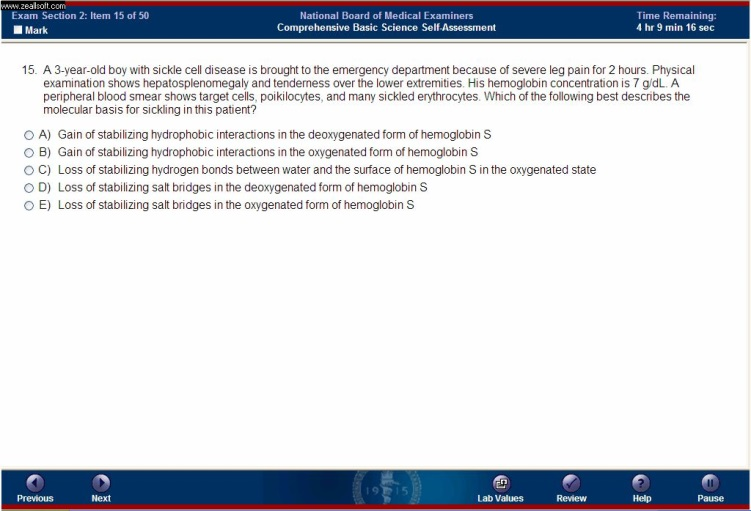 www.zeallsoft.com
Exam Section 2: Item 15 of 50
National Board of Medical Examiners
Time Remaining:
Mark
Comprehensive Basic Science Self-Assessment
4 hr 9 min 16 sec
15. A 3-year-old boy with sickle cell disease is brought to the emergency department because of severe leg pain for 2 hours. Physical
examination shows hepatosplenomegaly and tenderness over the lower extremities. His hemoglobin concentration is 7 g/dL. A
peripheral blood smear shows target cells, poikilocytes, and many sickled erythrocytes. Which of the following best describes the
molecular basis for sickling in this patient?
A) Gain of stabilizing hydrophobic interactions in the deoxygenated form of hemoglobin S
B) Gain of stabilizing hydrophobic interactions in the oxygenated form of hemoglobin S
C) Loss of stabilizing hydrogen bonds between water and the surface of hemoglobin S in the oxygenated state
D) Loss of stabilizing salt bridges in the deoxygenated form of hemoglobin S
E) Loss of stabilizing salt bridges in the oxygenated form of hemoglobin S
1915
Previous
Next
Lab Values
Review
Help
Pause